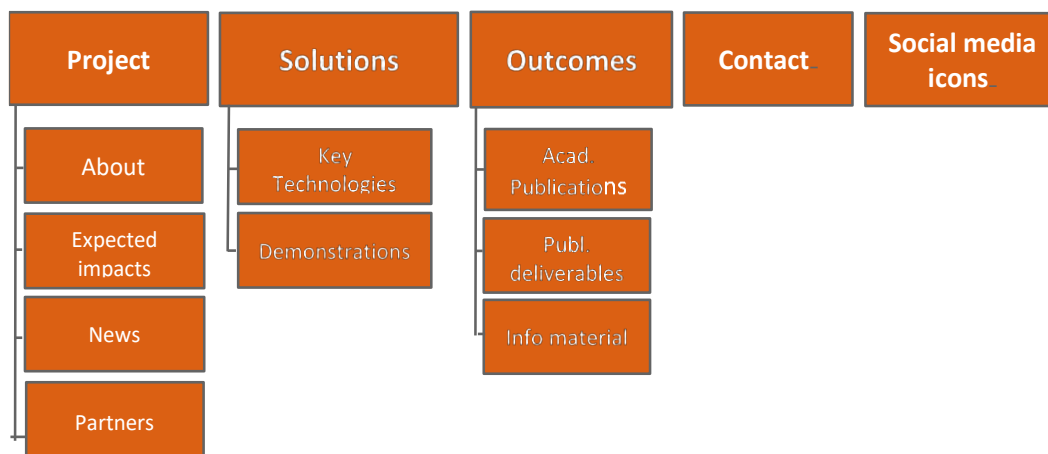 Project
Solutions
Outcomes
Contact
Social media
icons
About
Expected
impacts
News
Partners
Key
Technologies
Demonstrations
Acad.
Publications
Publ.
deliverables
Info material